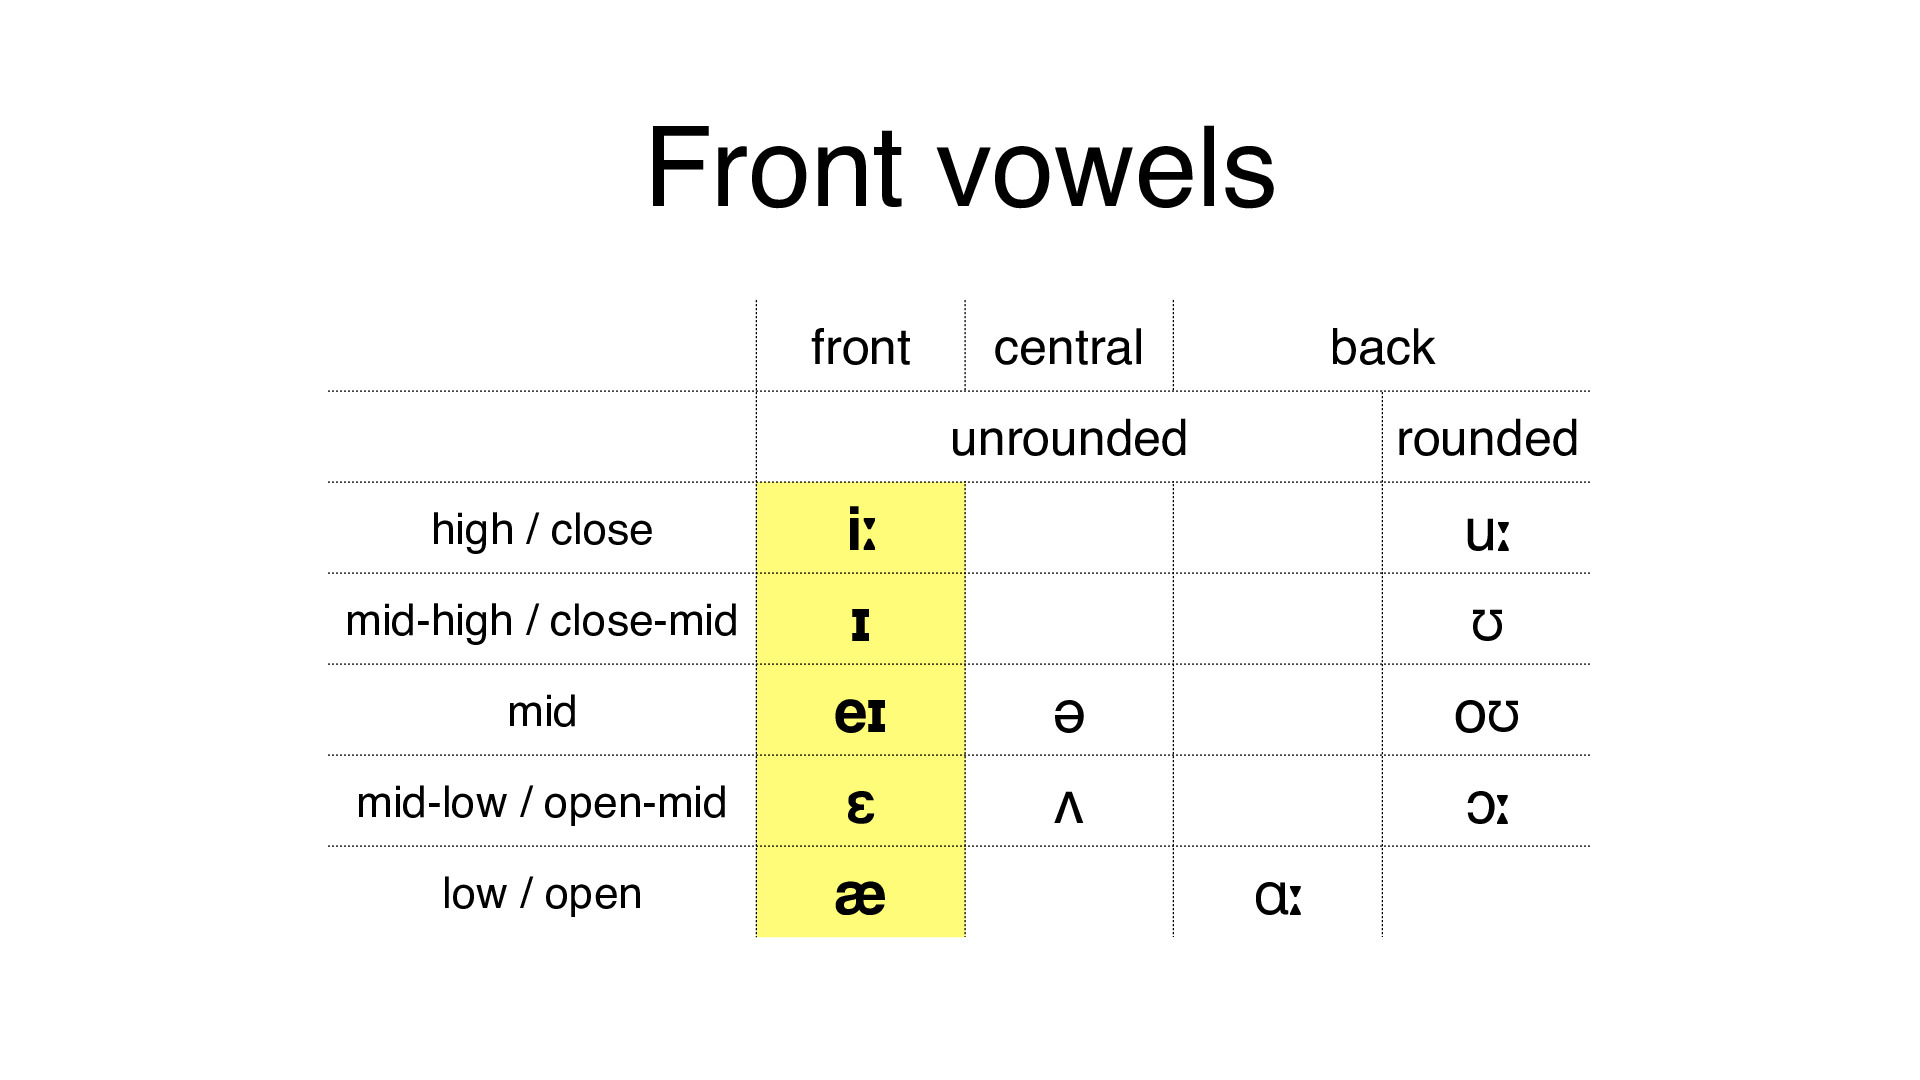 Front vowels
front central back
unrounded rounded
high / close iː uː
mid-high / close-mid ɪ ʊ
mid eɪ ə oʊ
mid-low / open-mid ɛ ʌ ɔː
low / open æ ɑː